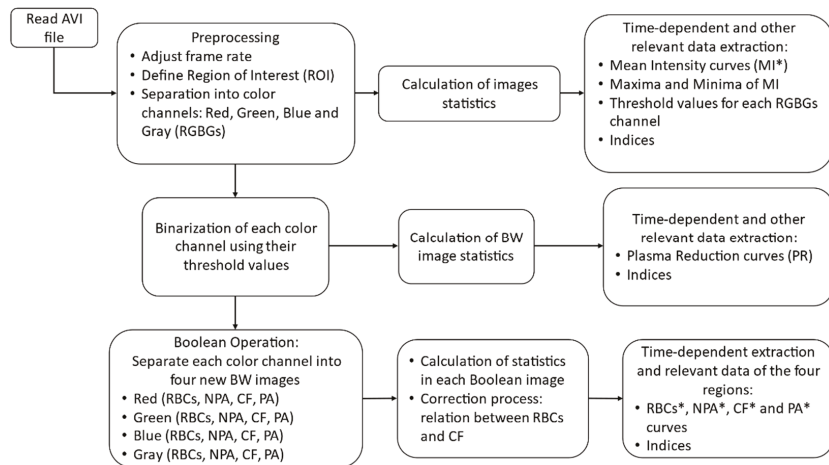 Read AVI
file
Preprocessing
• Adjust frame rate
• Define Region of Interest (ROI)
• Separation into color
channels: Red, Green, Blue and
Gray (RGBGs)
Calculation of images
statistics
Time-dependent and other
relevant data extraction:
• Mean Intensity curves (MI*)
• Maxima and Minima of MI
• Threshold values for each RGBGs
channel
• Indices
Binarization of each color
channel using their
threshold values
Calculation of BW
image statistics
Time-dependent and other
relevant data extraction:
• Plasma Reduction curves (PR)
• Indices
Boolean Operation:
Separate each color channel into
four new BW images
• Red (RBCs, NPA, CF, PA)
• Green (RBCs, NPA, CF, PA)
• Blue (RBCs, NPA, CF, PA)
• Gray (RBCs, NPA, CF, PA)
• Calculation of statistics
in each Boolean image
• Correction process:
relation between RBCs
and CF
Time-dependent extraction
and relevant data of the four
regions:
• RBCs*, NPA*, CF* and PA*
curves
• Indices